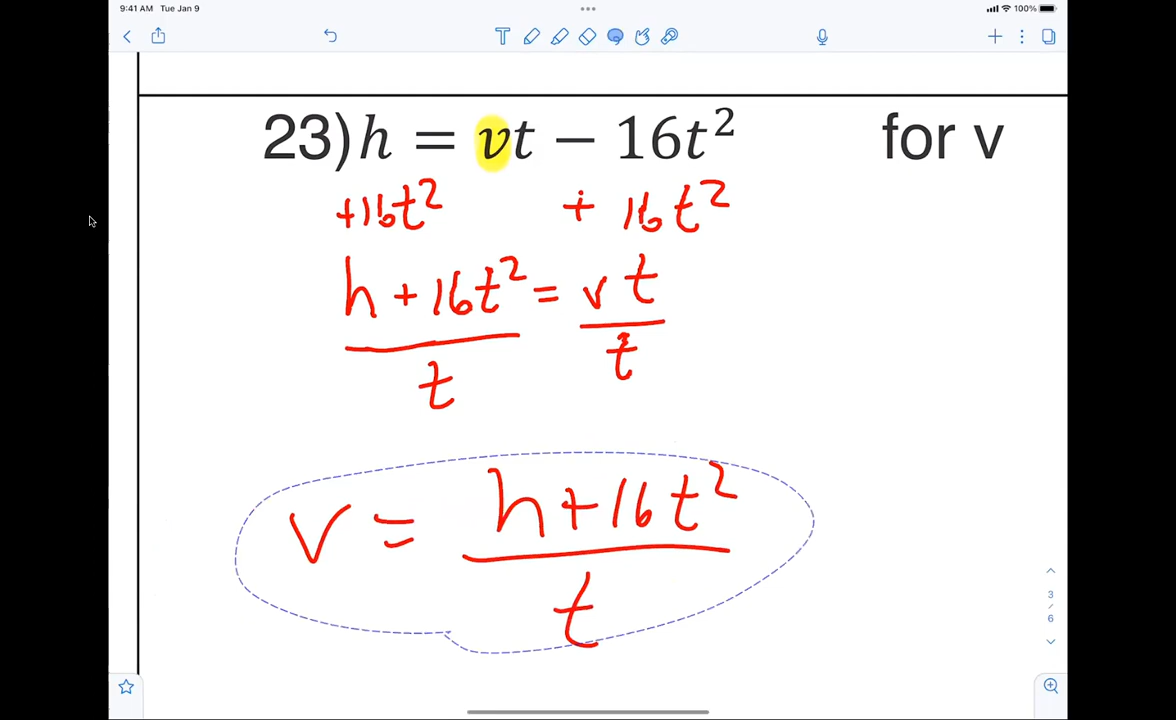 9:41 AM Tue Jan 9
100%
T
23) h = vt − 16t² for v
+16t² + 16t²
h + 16t² = vt
t t
v = h + 16t²
t
3
/
6